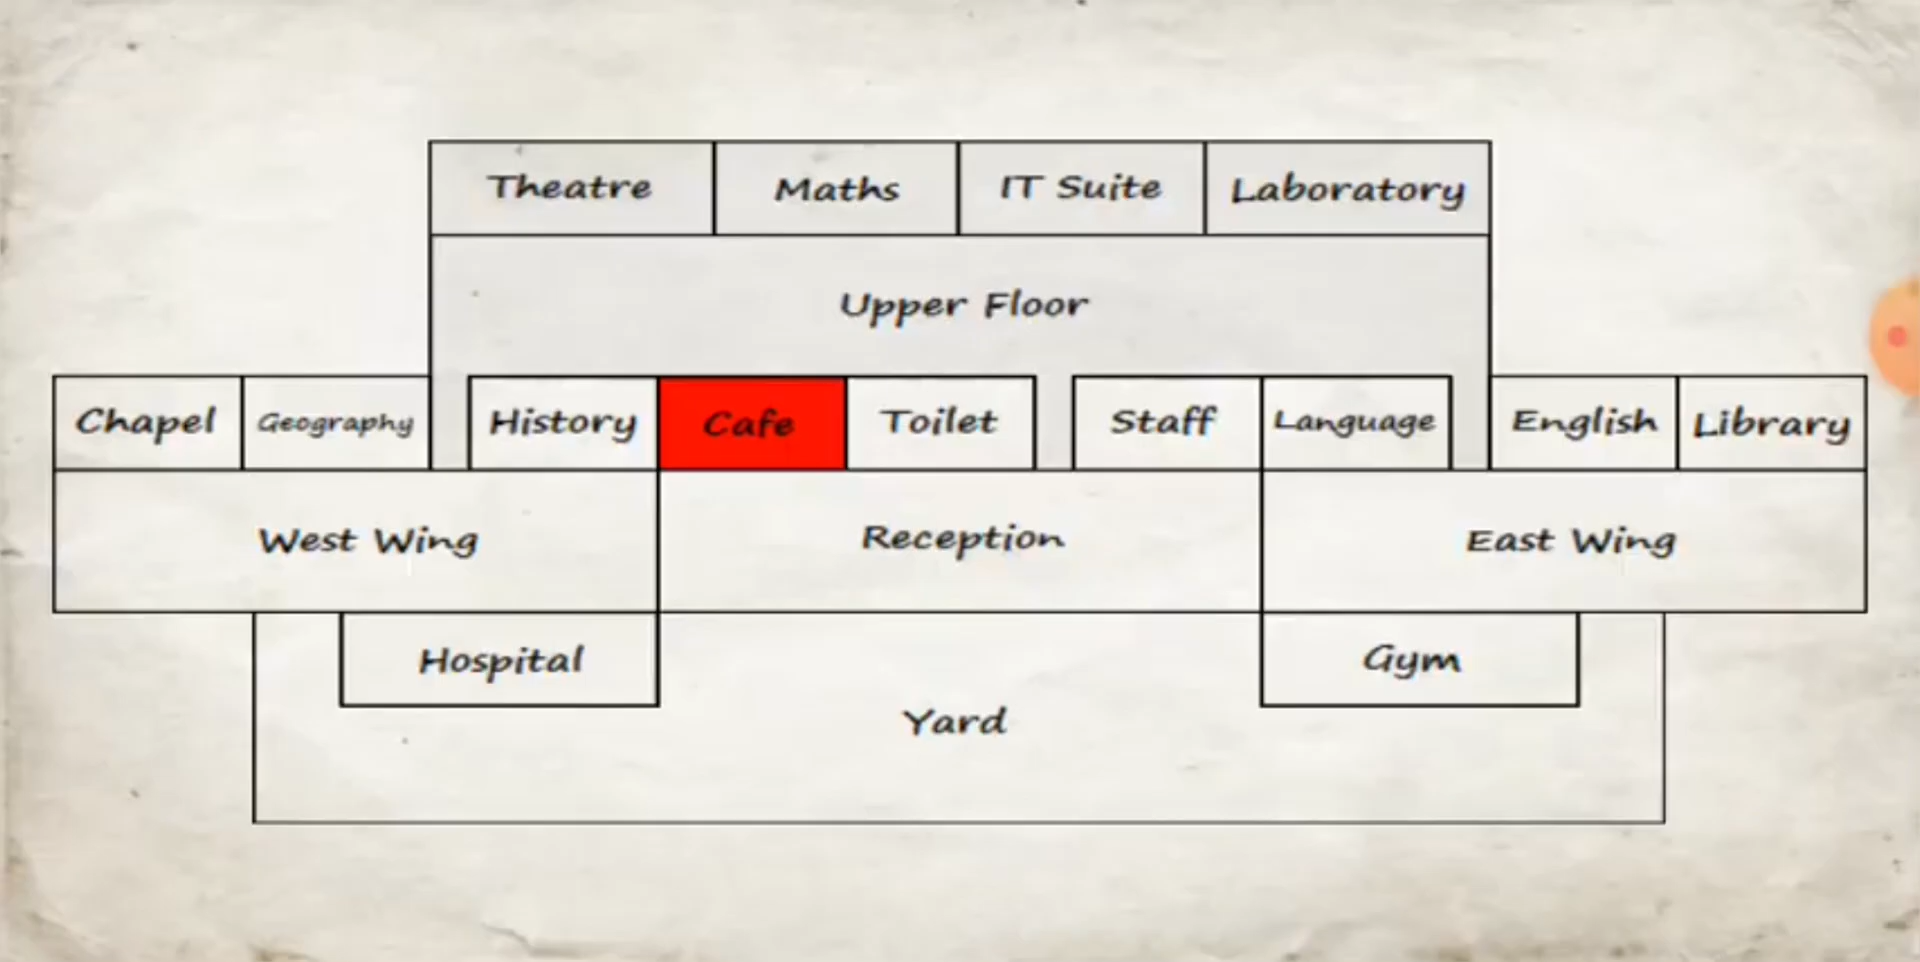 Theatre
Maths
IT Suite
Laboratory
Upper Floor
Chapel
Geography
History
Cafe
Toilet
Staff
Language
English
Library
West Wing
Reception
East Wing
Hospital
Gym
Yard